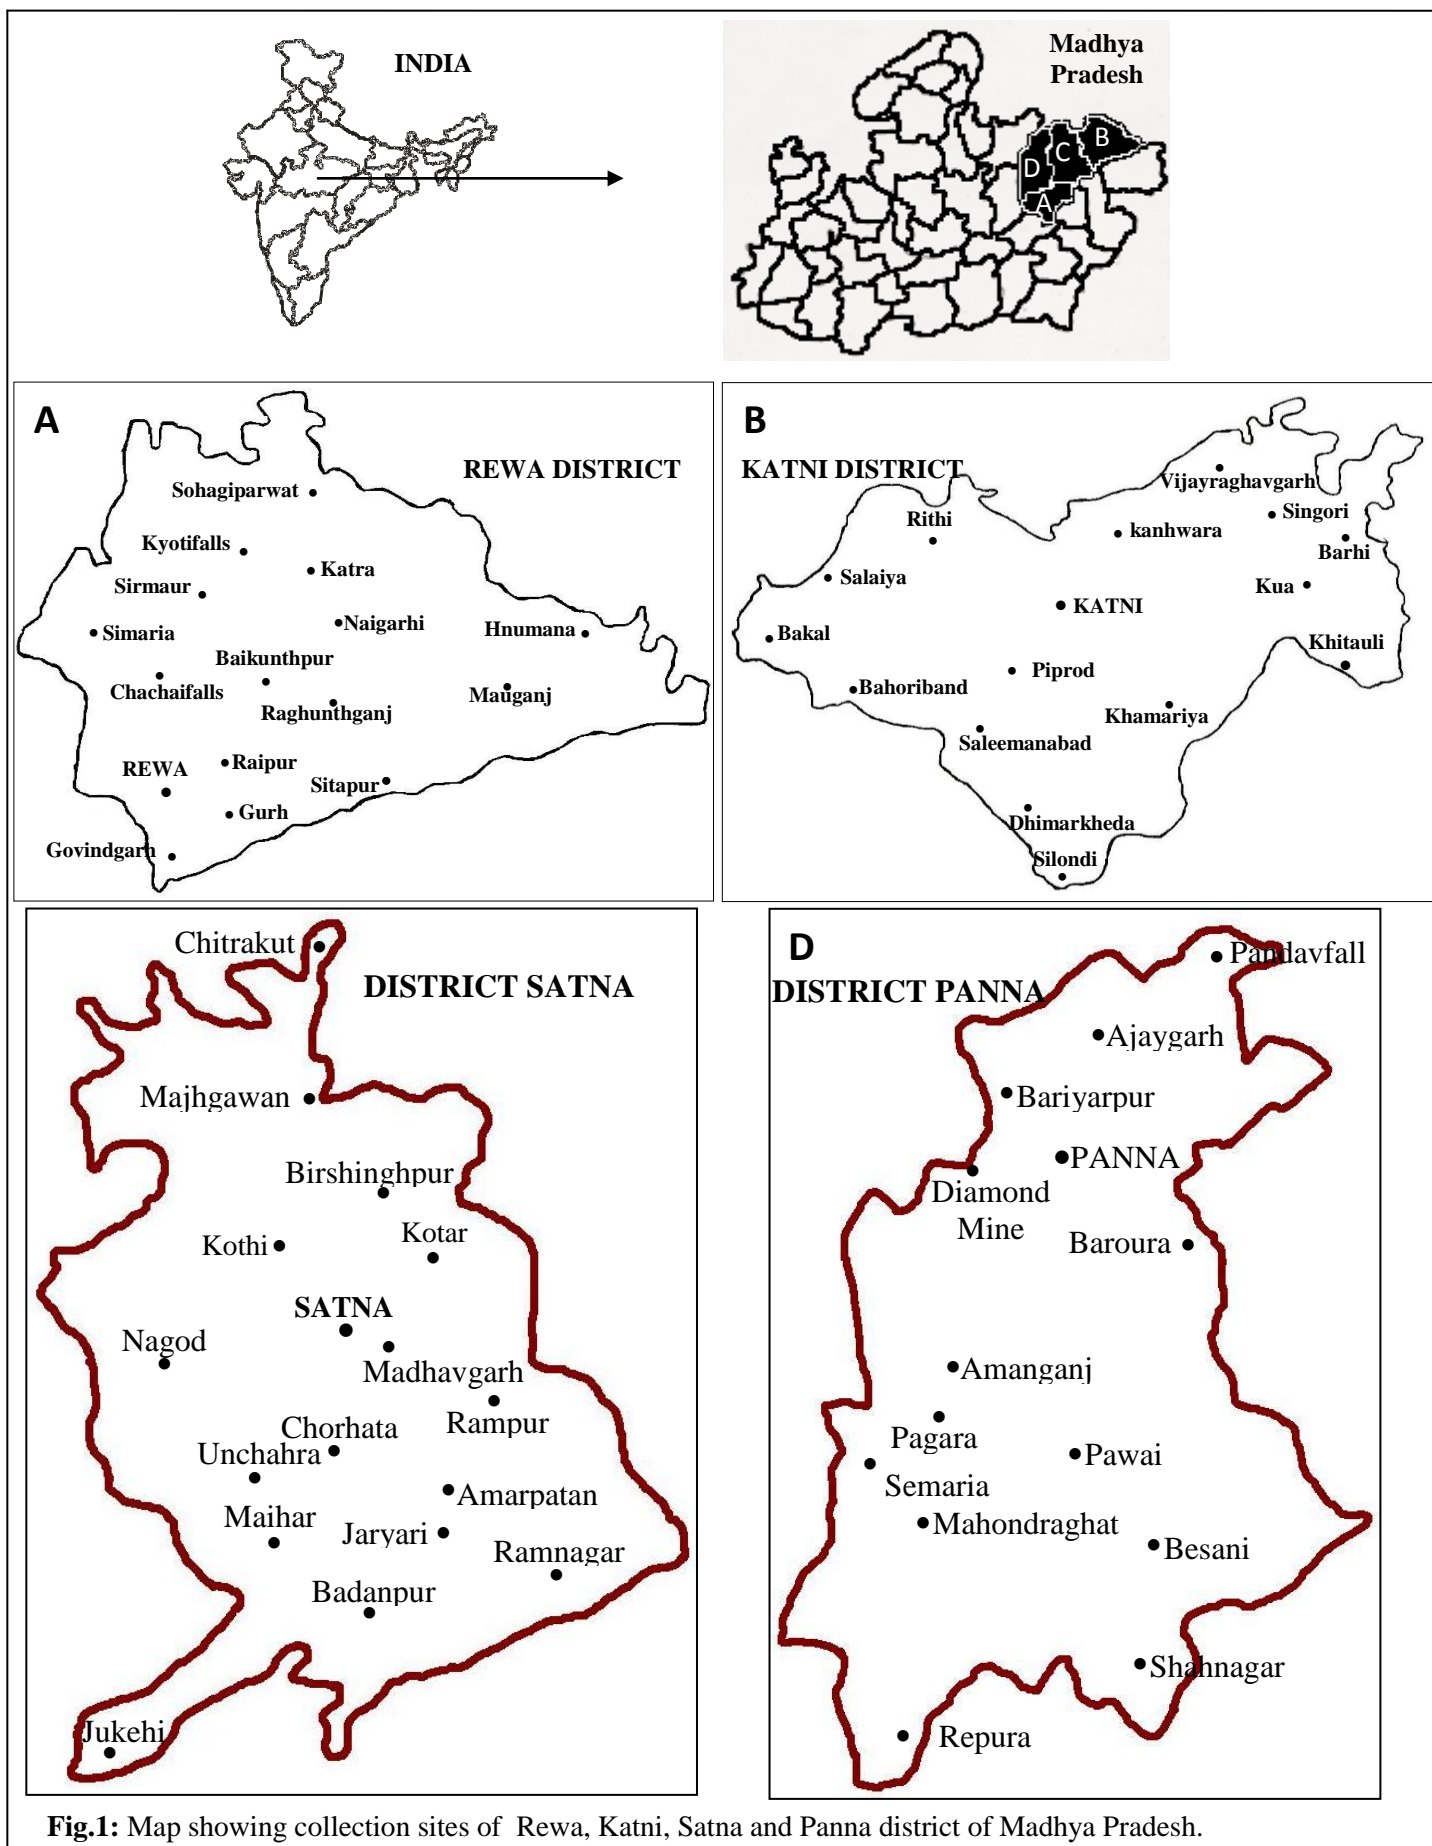 INDIA
Madhya
Pradesh
B
C
D
A
A
REWA DISTRICT
Sohagiparwat
Kyotifalls
Katra
Sirmaur
Naigarhi
Hnumana
Simaria
Baikunthpur
Chachaifalls
Mauganj
Raghunthganj
Raipur
REWA
Sitapur
Gurh
Govindgarh
B
KATNI DISTRICT
Vijayraghavgarh
Rithi
Singori
kanhwara
Barhi
Salaiya
Kua
KATNI
Bakal
Khitauli
Piprod
Bahoriband
Khamariya
Saleemanabad
Dhimarkheda
Silondi
Chitrakut
DISTRICT SATNA
Majhgawan
Birshinghpur
Kotar
Kothi
SATNA
Nagod
Madhavgarh
Rampur
Chorhata
Unchahra
Amarpatan
Maihar
Jaryari
Ramnagar
Badanpur
Jukehi
D
Pandavfall
DISTRICT PANNA
Ajaygarh
Bariyarpur
PANNA
Diamond
Mine
Baroura
Amanganj
Pagara
Pawai
Semaria
Mahondraghat
Besani
Shahnagar
Repura
Fig.1: Map showing collection sites of Rewa, Katni, Satna and Panna district of Madhya Pradesh.